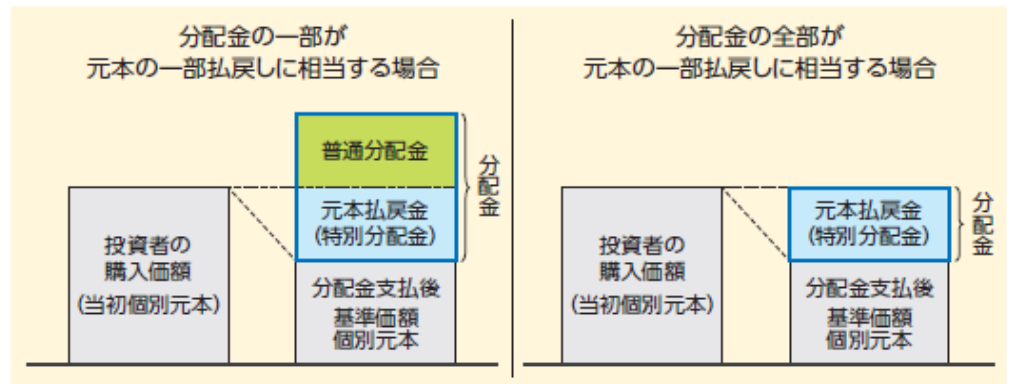 分配金の一部が
元本の一部払戻しに相当する場合
普通分配金
元本払戻金
(特別分配金)
分配金
投資者の
購入価額
(当初個別元本)
分配金支払後
基準価額
個別元本
分配金の全部が
元本の一部払戻しに相当する場合
元本払戻金
(特別分配金)
分配金
投資者の
購入価額
(当初個別元本)
分配金支払後
基準価額
個別元本